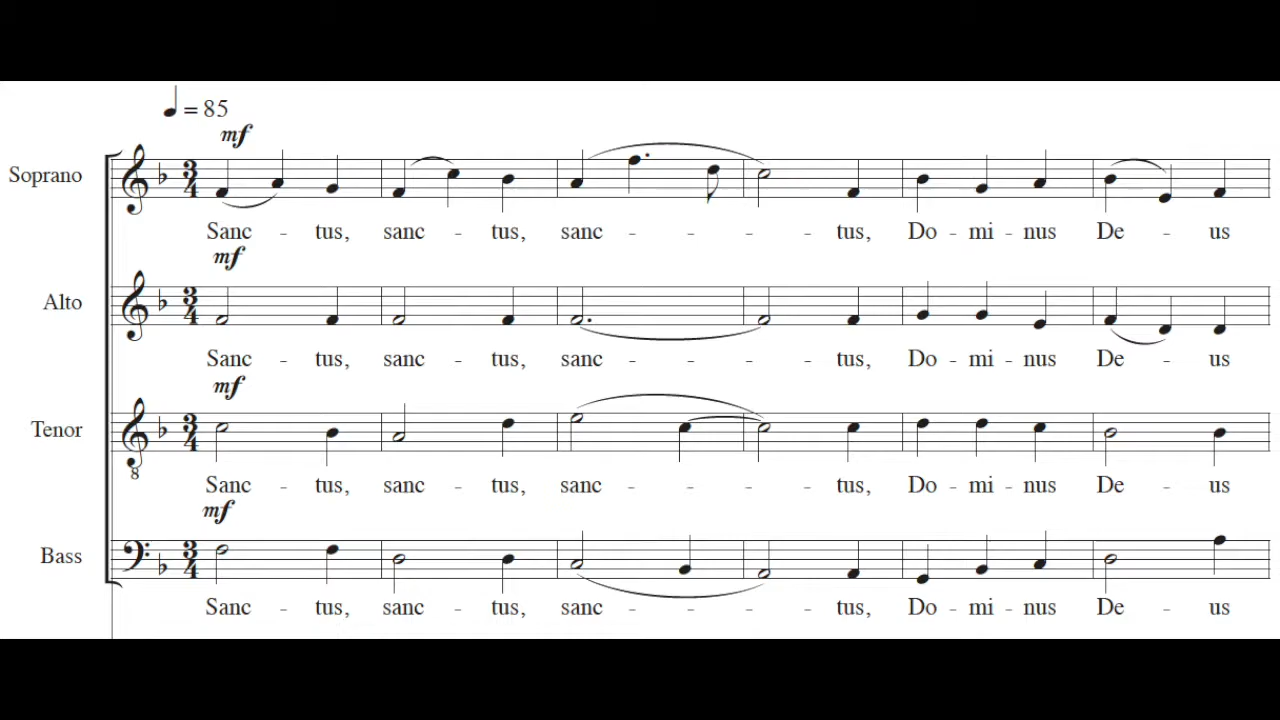 = 85
mf
Soprano
Sanc - tus, sanc - tus, sanc - - - tus, Do - mi - nus De - us
mf
Alto
Sanc - tus, sanc - tus, sanc - - - tus, Do - mi - nus De - us
mf
Tenor
8
Sanc - tus, sanc - tus, sanc - - - tus, Do - mi - nus De - us
mf
Bass
Sanc - tus, sanc - tus, sanc - - - tus, Do - mi - nus De - us